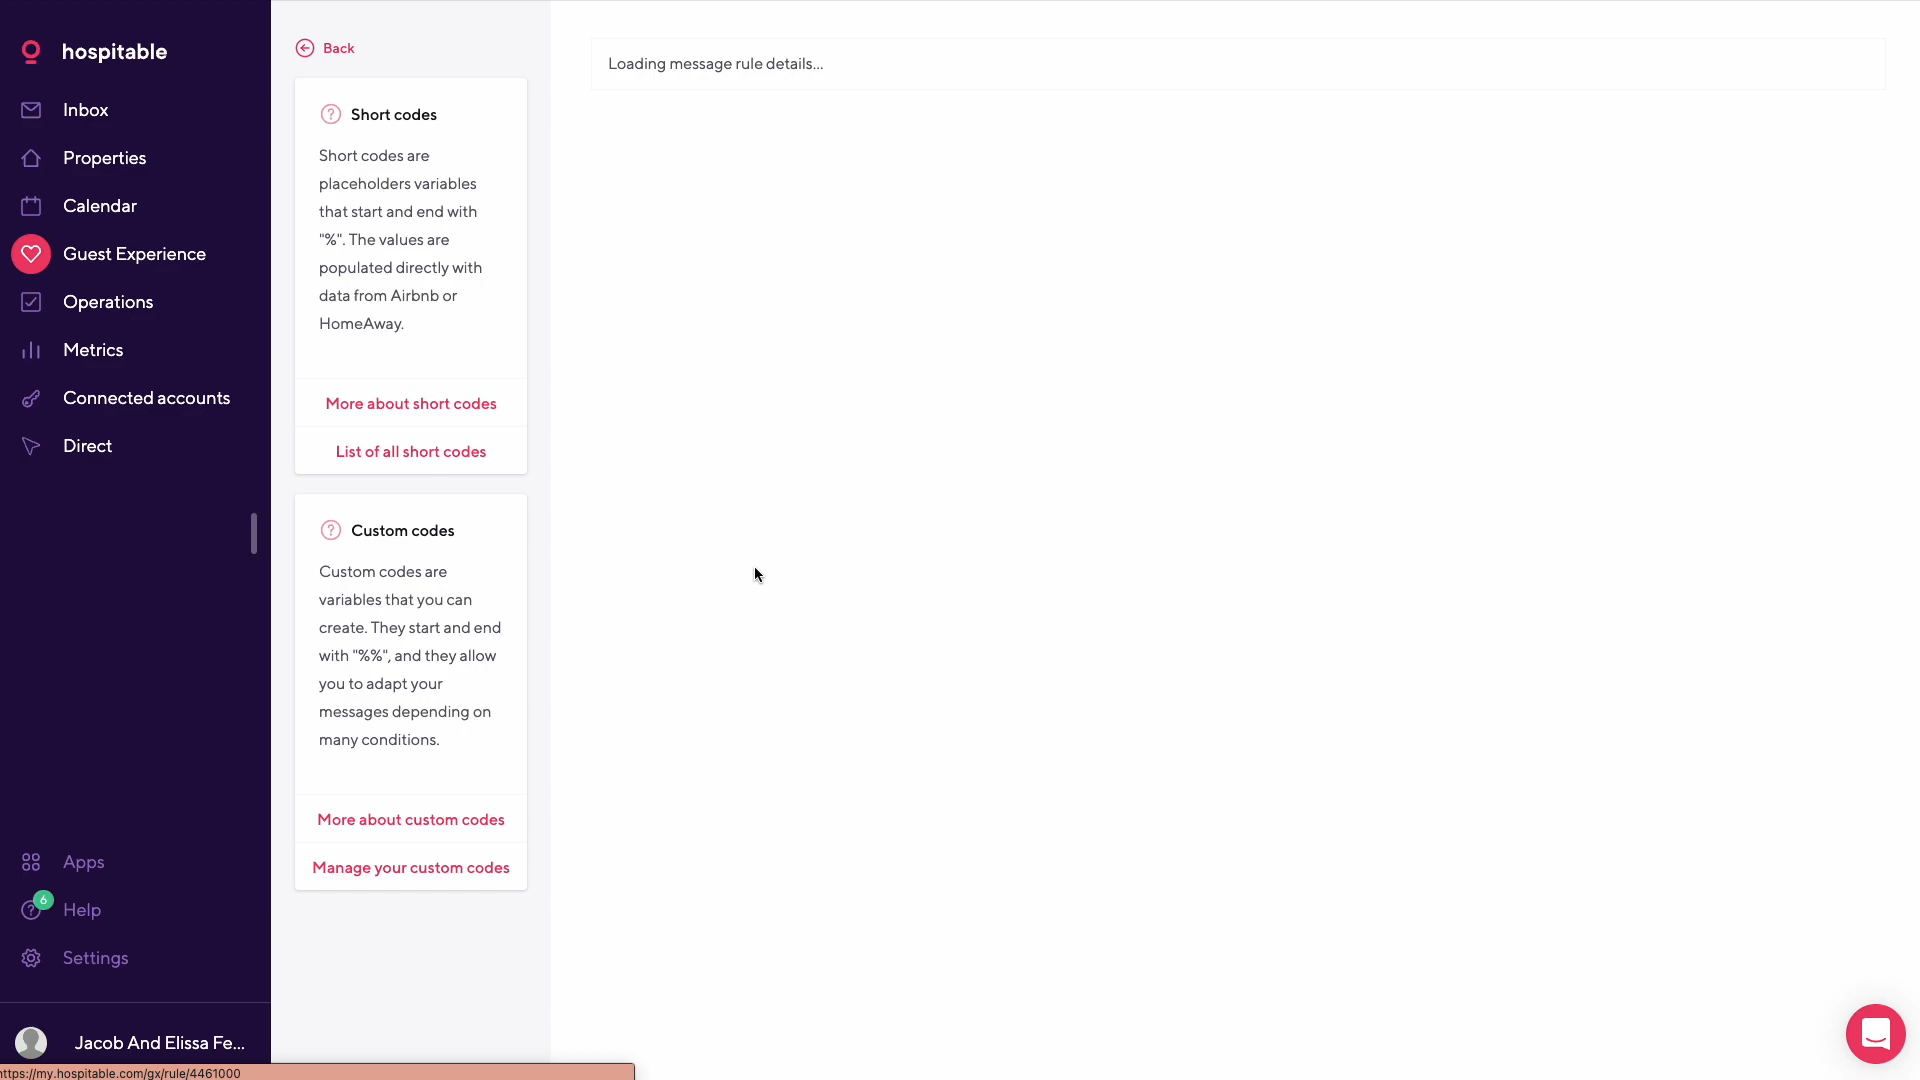 hospitable
Inbox
Properties
Calendar
Guest Experience
Operations
Metrics
Connected accounts
Direct
Apps
6
Help
Settings
Jacob And Elissa Fe...
Back
Short codes
Short codes are
placeholders variables
that start and end with
"%". The values are
populated directly with
data from Airbnb or
HomeAway.
More about short codes
List of all short codes
Custom codes
Custom codes are
variables that you can
create. They start and end
with "%%", and they allow
you to adapt your
messages depending on
many conditions.
More about custom codes
Manage your custom codes
Loading message rule details...
https://my.hospitable.com/gx/rule/4461000